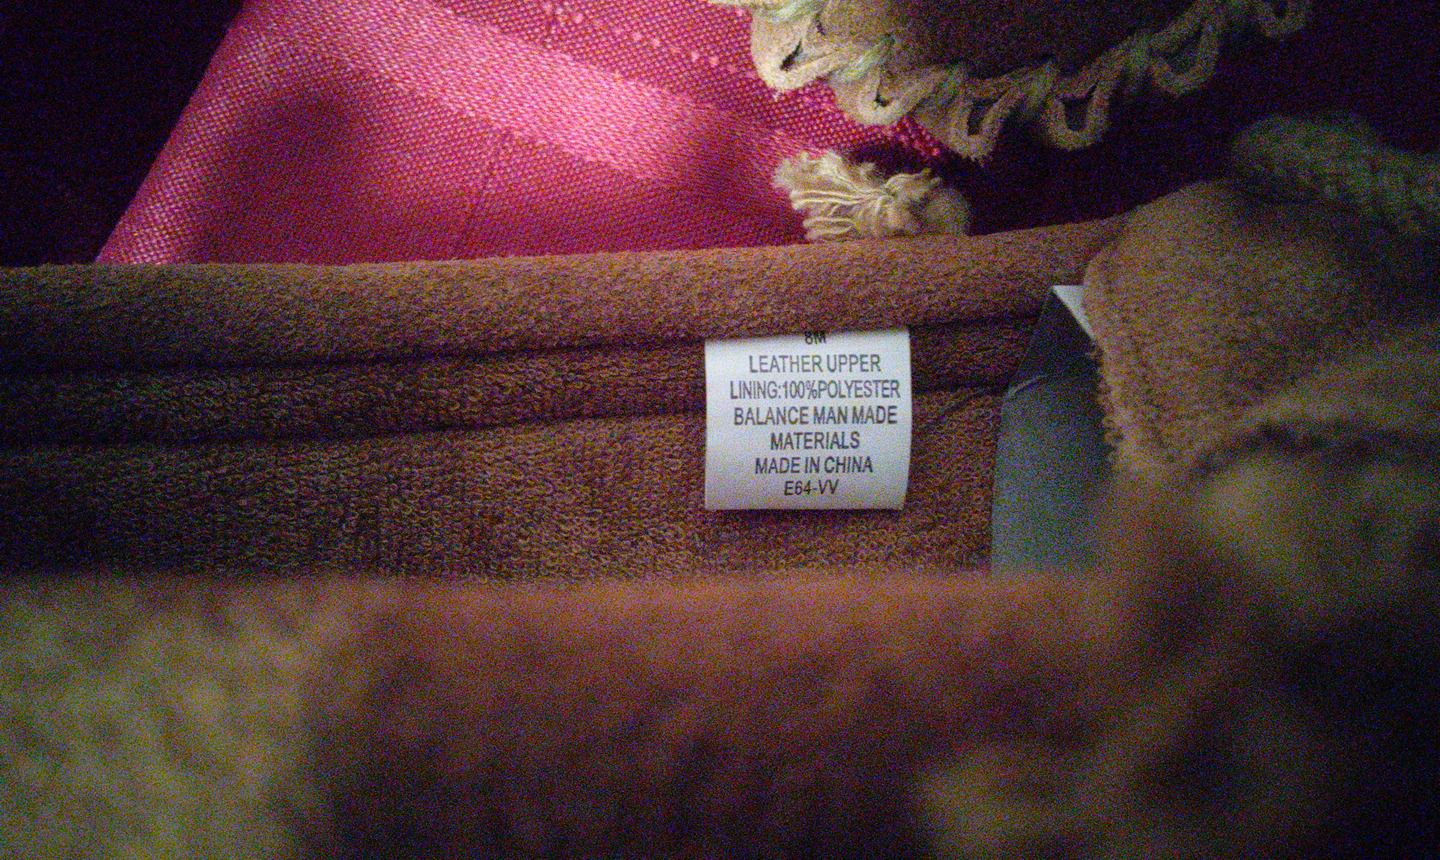 8M
LEATHER UPPER
LINING:100%POLYESTER
BALANCE MAN MADE
MATERIALS
MADE IN CHINA
E64-VV